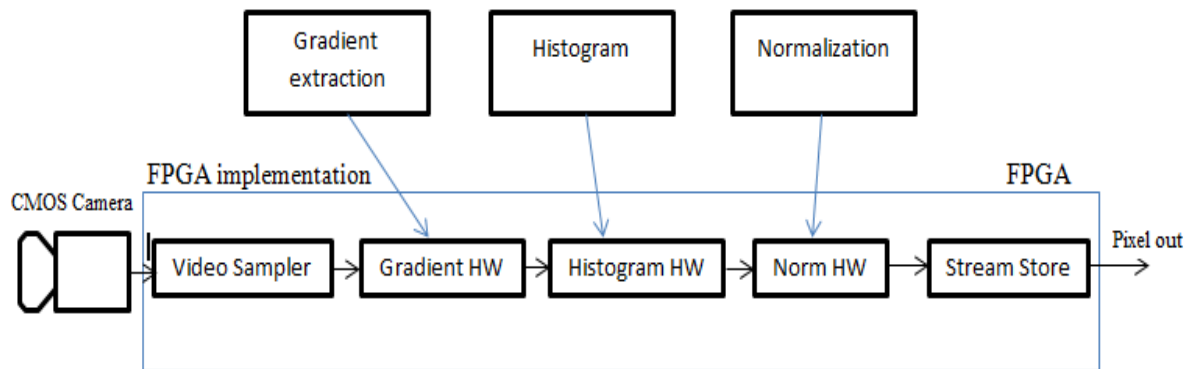 Gradient
extraction
Histogram
Normalization
FPGA implementation
FPGA
CMOS Camera
Pixel out
Video Sampler
Gradient HW
Histogram HW
Norm HW
Stream Store